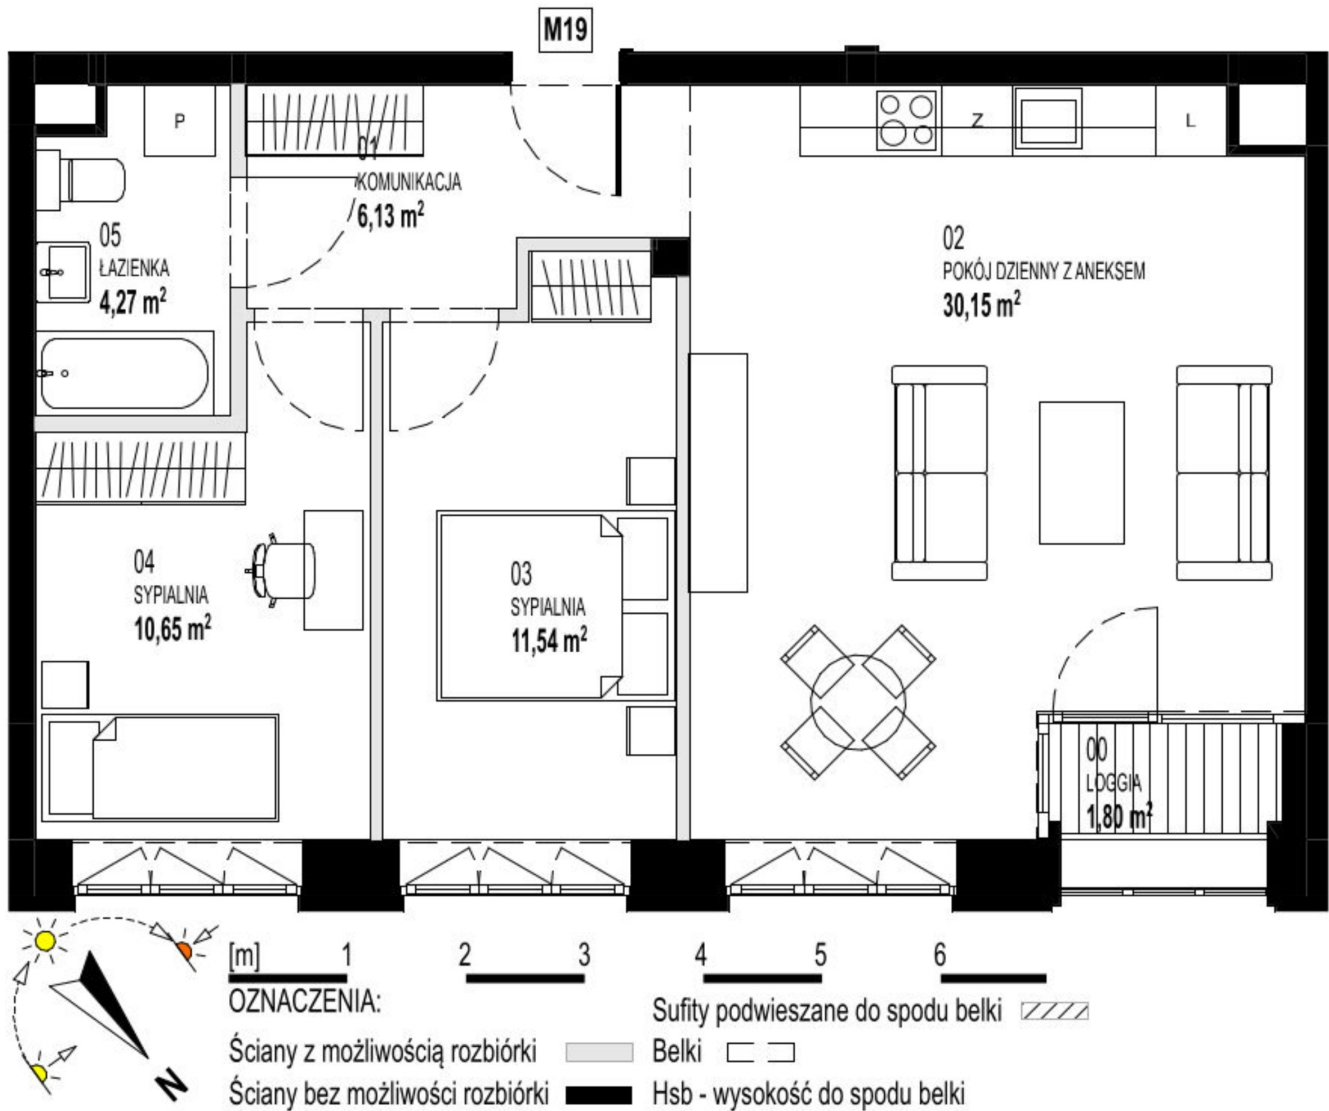 M19
P
01
KOMUNIKACJA
6,13 m²
Z
L
05
ŁAZIENKA
4,27 m²
02
POKÓJ DZIENNY Z ANEKSEM
30,15 m²
04
SYPIALNIA
10,65 m²
03
SYPIALNIA
11,54 m²
00
LOGGIA
1,80 m²
[m] 1 2 3 4 5 6
N
OZNACZENIA:
Ściany z możliwością rozbiórki
Ściany bez możliwości rozbiórki
Sufity podwieszane do spodu belki
Belki
Hsb - wysokość do spodu belki